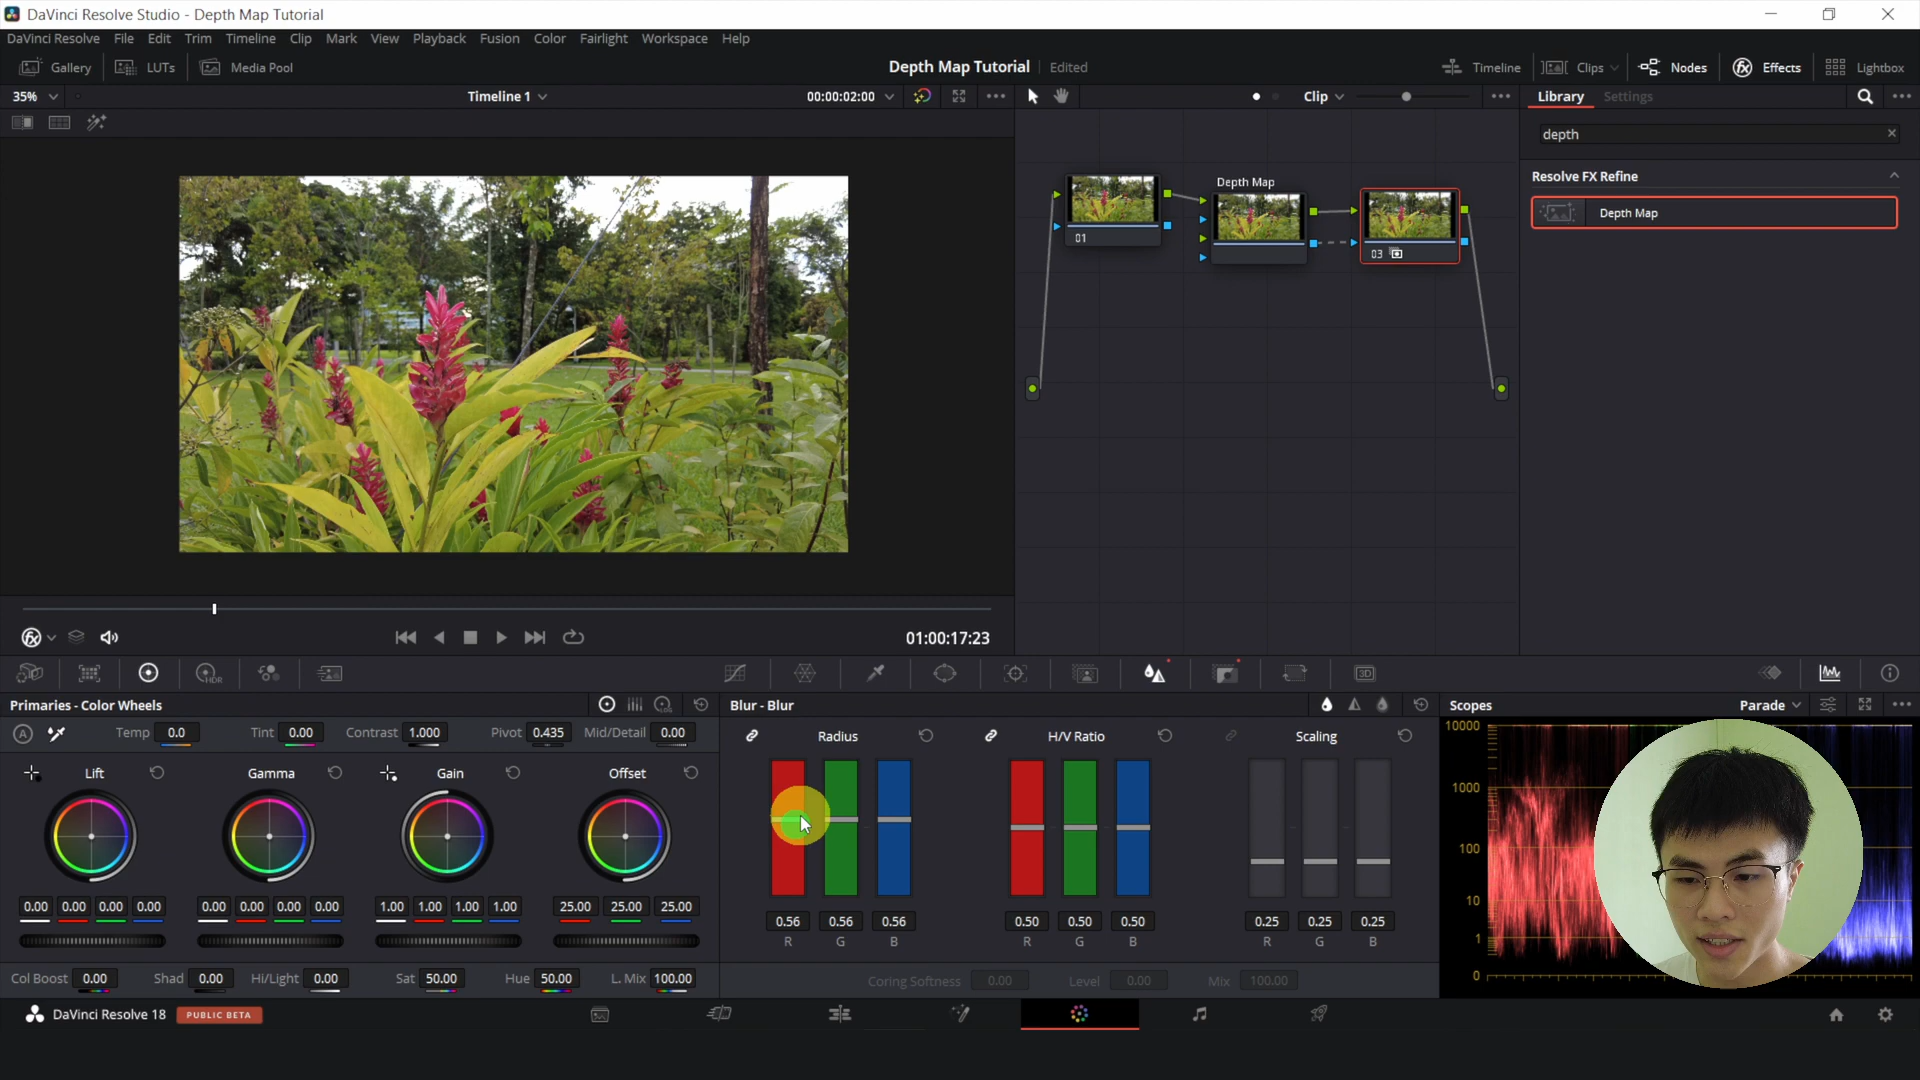 DaVinci Resolve Studio - Depth Map Tutorial
DaVinci Resolve File Edit Trim Timeline Clip Mark View Playback Fusion Color Fairlight Workspace Help
Gallery LUTs Media Pool Depth Map Tutorial Edited Timeline Clips Nodes Effects Lightbox
35% Timeline 1 00:00:02:00 Clip Library Settings
depth
Resolve FX Refine
Depth Map
Depth Map
01
03
01:00:17:23
HDR
3D
Primaries - Color Wheels Blur - Blur Scopes Parade
A Temp 0.0 Tint 0.00 Contrast 1.000 Pivot 0.435 Mid/Detail 0.00 Radius H/V Ratio Scaling
Lift Gamma Gain Offset
0.00 0.00 0.00 0.00 0.00 0.00 0.00 0.00 1.00 1.00 1.00 1.00 25.00 25.00 25.00
0.56 0.56 0.56 0.50 0.50 0.50 0.25 0.25 0.25
R G B R G B R G B
Col Boost 0.00 Shad 0.00 Hi/Light 0.00 Sat 50.00 Hue 50.00 L. Mix 100.00 Coring Softness 0.00 Level 0.00 Mix 100.00
10000
1000
100
10
1
0
DaVinci Resolve 18 PUBLIC BETA